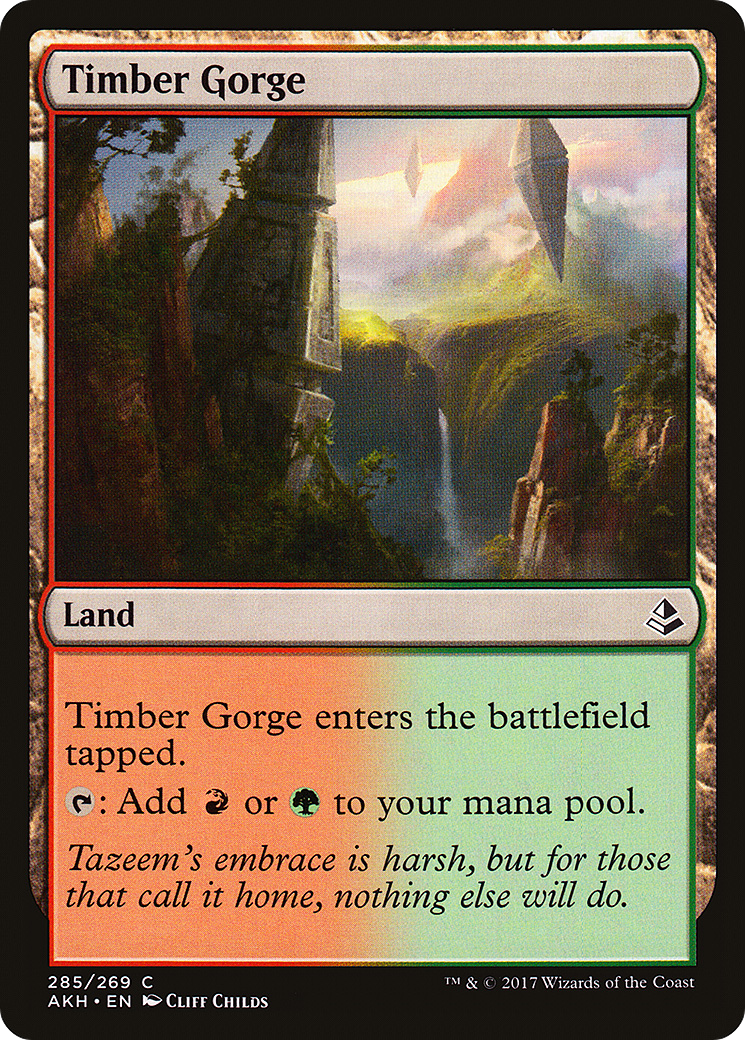 Timber Gorge
Land
Timber Gorge enters the battlefield
tapped.
: Add or to your mana pool.
Tazeem's embrace is harsh, but for those
that call it home, nothing else will do.
285/269 C
™ & © 2017 Wizards of the Coast
AKH • EN Cliff Childs